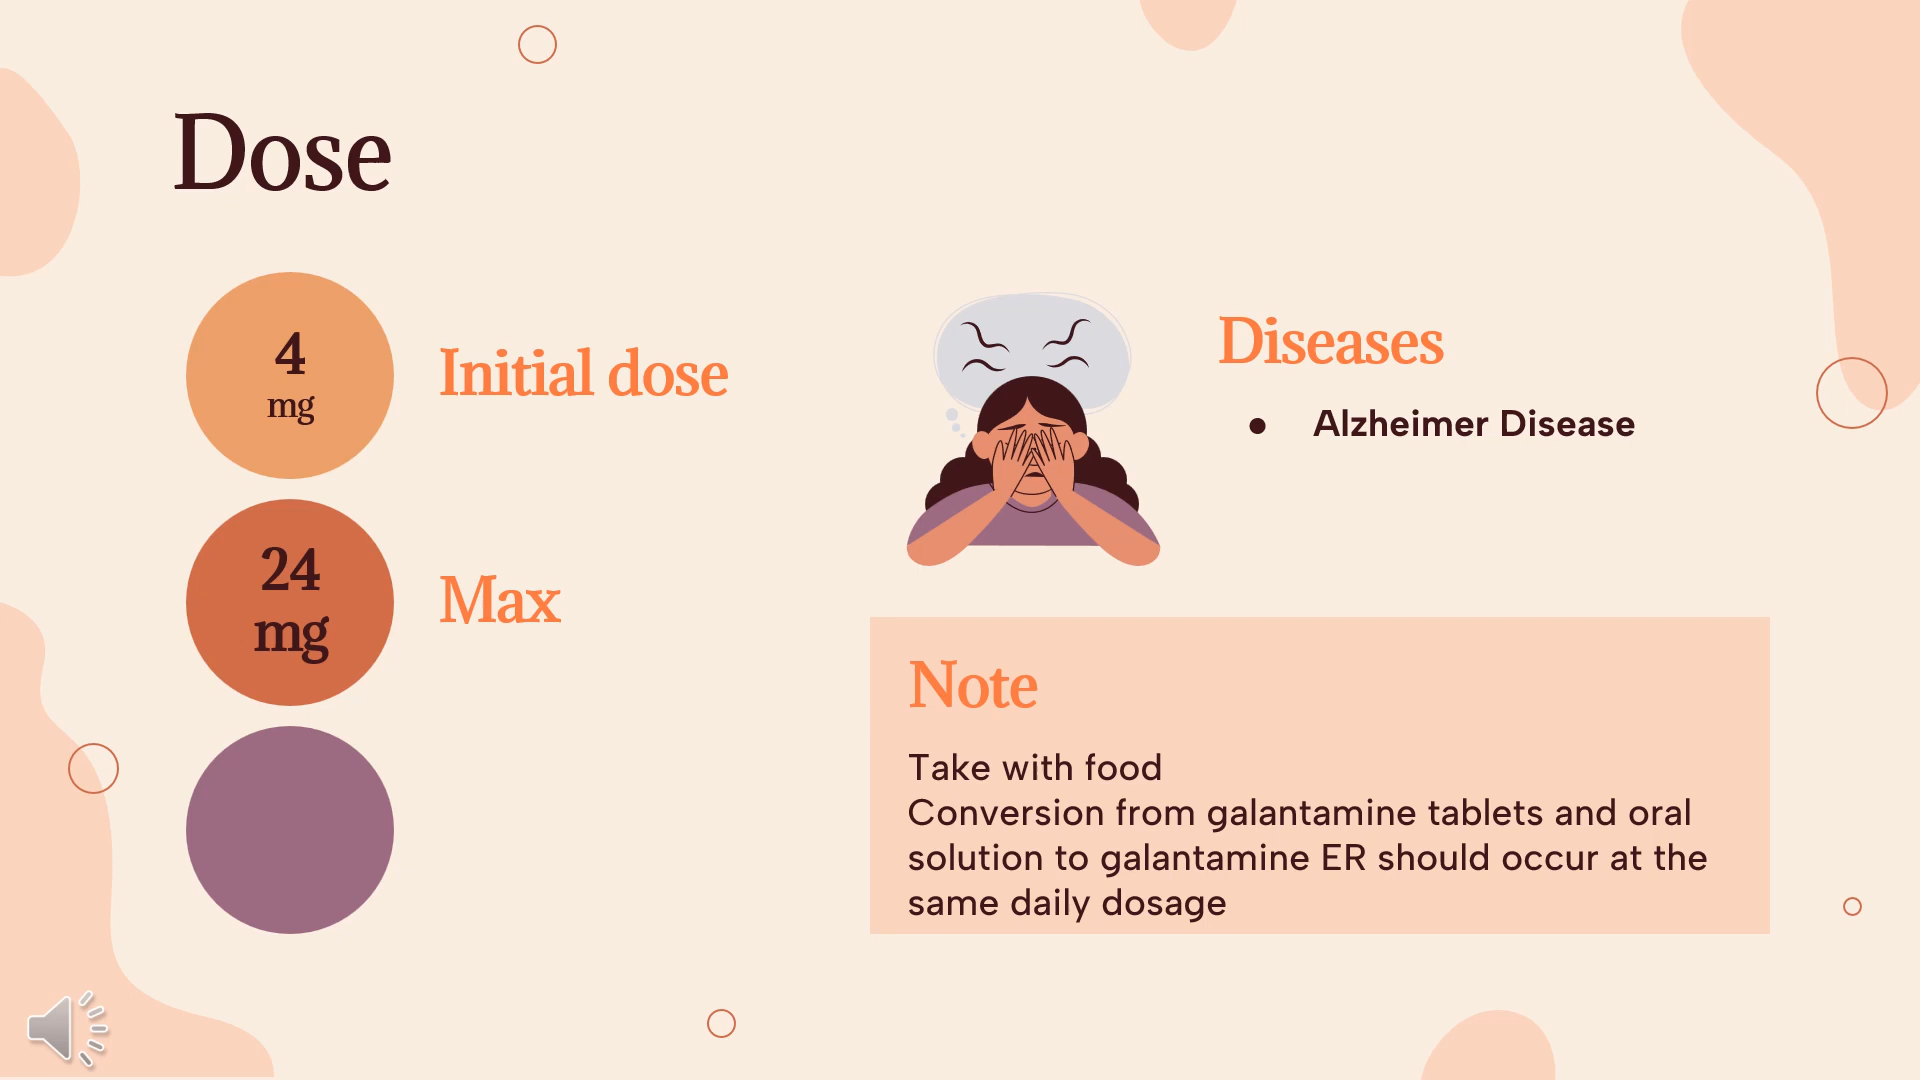 Dose
4
mg
Initial dose
24
mg
Max
Diseases
● Alzheimer Disease
Note
Take with food
Conversion from galantamine tablets and oral
solution to galantamine ER should occur at the
same daily dosage